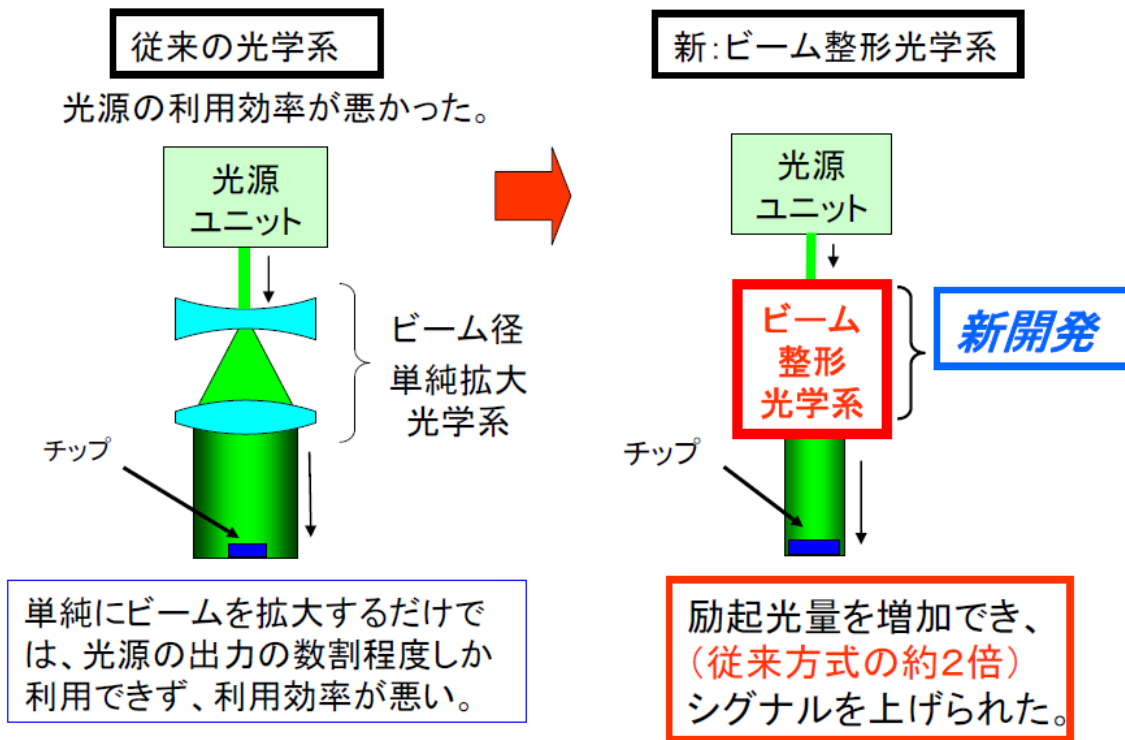 従来の光学系
光源の利用効率が悪かった。
光源
ユニット
ビーム径
単純拡大
光学系
チップ
単純にビームを拡大するだけで
は、光源の出力の数割程度しか
利用できず、利用効率が悪い。
新:ビーム整形光学系
光源
ユニット
ビーム
整形
光学系
新開発
チップ
励起光量を増加でき、
(従来方式の約2倍)
シグナルを上げられた。